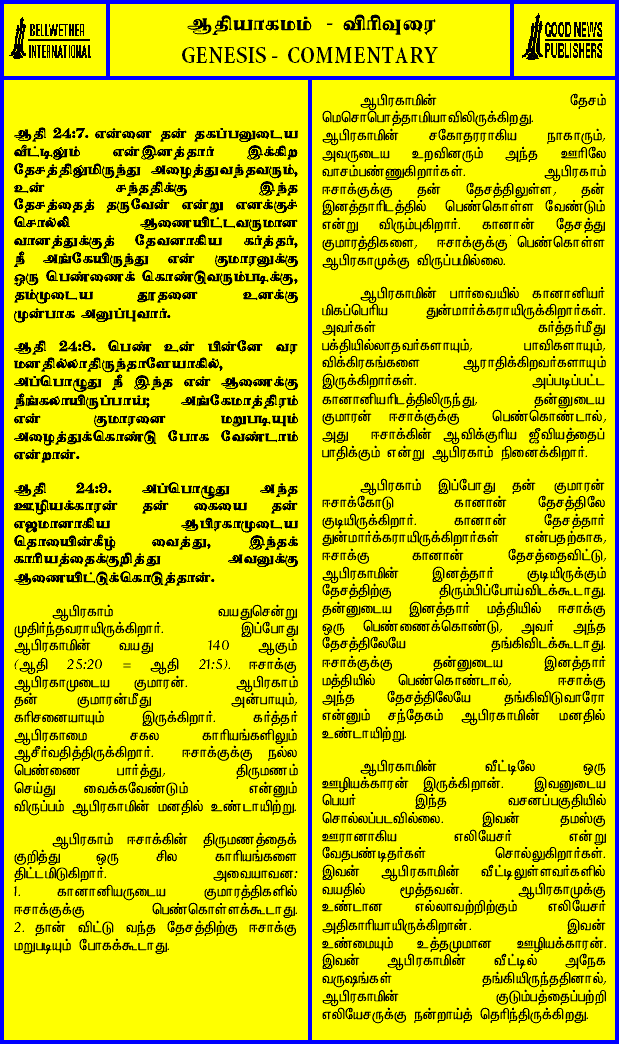 BELLWETHER
INTERNATIONAL
ஆதியாகமம் - விரிவுரை
GENESIS - COMMENTARY
GOOD NEWS
PUBLISHERS
ஆதி 24:7. என்னை தன் தகப்பனுடைய
வீட்டிலும் என்இனத்தார் இக்கிற
தேசத்திலுமிருந்து அழைத்துவந்தவரும்,
உன் சந்ததிக்கு இந்த
தேசத்தைத் தருவேன் என்று எனக்குச்
சொல்லி ஆணையிட்டவருமான
வானத்துக்குத் தேவனாகிய கர்த்தர்,
நீ அங்கேயிருந்து என் குமாரனுக்கு
ஒரு பெண்ணைக் கொண்டுவரும்படிக்கு,
தம்முடைய தூதனை உனக்கு
முன்பாக அனுப்புவார்.
ஆதி 24:8. பெண் உன் பின்னே வர
மனதில்லாதிருந்தாளேயாகில்,
அப்பொழுது நீ இந்த என் ஆணைக்கு
நீங்கலாயிருப்பாய்; அங்கேமாத்திரம்
என் குமாரனை மறுபடியும்
அழைத்துக்கொண்டு போக வேண்டாம்
என்றான்.
ஆதி 24:9. அப்பொழுது அந்த
ஊழியக்காரன் தன் கையை தன்
எஜமானாகிய ஆபிரகாமுடைய
தொடையின்கீழ் வைத்து, இந்தக்
காரியத்தைக்குறித்து அவனுக்கு
ஆணையிட்டுக்கொடுத்தான்.
ஆபிரகாம் வயதுசென்று
முதிர்ந்தவராயிருக்கிறார். இப்போது
ஆபிரகாமின் வயது 140 ஆகும்
(ஆதி 25:20 = ஆதி 21:5). ஈசாக்கு
ஆபிரகாமுடைய குமாரன். ஆபிரகாம்
தன் குமாரன்மீது அன்பாயும்,
கரிசனையாயும் இருக்கிறார். கர்த்தர்
ஆபிரகாமை சகல காரியங்களிலும்
ஆசீர்வதித்திருக்கிறார். ஈசாக்குக்கு நல்ல
பெண்ணை பார்த்து, திருமணம்
செய்து வைக்கவேண்டும் என்னும்
விருப்பம் ஆபிரகாமின் மனதில் உண்டாயிற்று.
ஆபிரகாம் ஈசாக்கின் திருமணத்தைக்
குறித்து ஒரு சில காரியங்களை
திட்டமிடுகிறார். அவையாவன:
1. கானானியருடைய குமாரத்திகளில்
ஈசாக்குக்கு பெண்கொள்ளக்கூடாது.
2. தான் விட்டு வந்த தேசத்திற்கு ஈசாக்கு
மறுபடியும் போகக்கூடாது.
ஆபிரகாமின் தேசம்
மெசொபொத்தாமியாவிலிருக்கிறது.
ஆபிரகாமின் சகோதரராகிய நாகாரும்,
அவருடைய உறவினரும் அந்த ஊரிலே
வாசம்பண்ணுகிறார்கள். ஆபிரகாம்
ஈசாக்குக்கு தன் தேசத்திலுள்ள, தன்
இனத்தாரிடத்தில் பெண்கொள்ள வேண்டும்
என்று விரும்புகிறார். கானான் தேசத்து
குமாரத்திகளை, ஈசாக்குக்கு பெண்கொள்ள
ஆபிரகாமுக்கு விருப்பமில்லை.
ஆபிரகாமின் பார்வையில் கானானியர்
மிகப்பெரிய துன்மார்க்கராயிருக்கிறார்கள்.
அவர்கள் கர்த்தர்மீது
பக்தியில்லாதவர்களாயும், பாவிகளாயும்,
விக்கிரகங்களை ஆராதிக்கிறவர்களாயும்
இருக்கிறார்கள். அப்படிப்பட்ட
கானானியரிடத்திலிருந்து, தன்னுடைய
குமாரன் ஈசாக்குக்கு பெண்கொண்டால்,
அது ஈசாக்கின் ஆவிக்குரிய ஜீவியத்தைப்
பாதிக்கும் என்று ஆபிரகாம் நினைக்கிறார்.
ஆபிரகாம் இப்போது தன் குமாரன்
ஈசாக்கோடு கானான் தேசத்திலே
குடியிருக்கிறார். கானான் தேசத்தார்
துன்மார்க்கராயிருக்கிறார்கள் என்பதற்காக,
ஈசாக்கு கானான் தேசத்தைவிட்டு,
ஆபிரகாமின் இனத்தார் குடியிருக்கும்
தேசத்திற்கு திரும்பிப்போய்விடக்கூடாது.
தன்னுடைய இனத்தார் மத்தியில் ஈசாக்கு
ஒரு பெண்ணைக்கொண்டு, அவர் அந்த
தேசத்திலேயே தங்கிவிடக்கூடாது.
ஈசாக்குக்கு தன்னுடைய இனத்தார்
மத்தியில் பெண்கொண்டால், ஈசாக்கு
அந்த தேசத்திலேயே தங்கிவிடுவாரோ
என்னும் சந்தேகம் ஆபிரகாமின் மனதில்
உண்டாயிற்று.
ஆபிரகாமின் வீட்டிலே ஒரு
ஊழியக்காரன் இருக்கிறான். இவனுடைய
பெயர் இந்த வசனப்பகுதியில்
சொல்லப்படவில்லை. இவன் தமஸ்கு
ஊரானாகிய எலியேசர் என்று
வேதபண்டிதர்கள் சொல்லுகிறார்கள்.
இவன் ஆபிரகாமின் வீட்டிலுள்ளவர்களில்
வயதில் மூத்தவன். ஆபிரகாமுக்கு
உண்டான எல்லாவற்றிற்கும் எலியேசர்
அதிகாரியாயிருக்கிறான். இவன்
உண்மையும் உத்தமுமான ஊழியக்காரன்.
இவன் ஆபிரகாமின் வீட்டில் அநேக
வருஷங்கள் தங்கியிருந்ததினால்,
ஆபிரகாமின் குடும்பத்தைப்பற்றி
எலியேசருக்கு நன்றாய்த் தெரிந்திருக்கிறது.